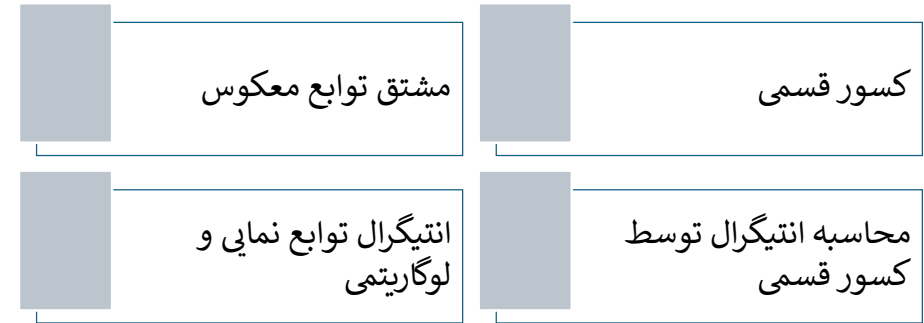 کسور قسمی
مشتق توابع معکوس
محاسبه انتیگرال توسط
کسور قسمی
انتیگرال توابع نمایی و
لوگاریتمی